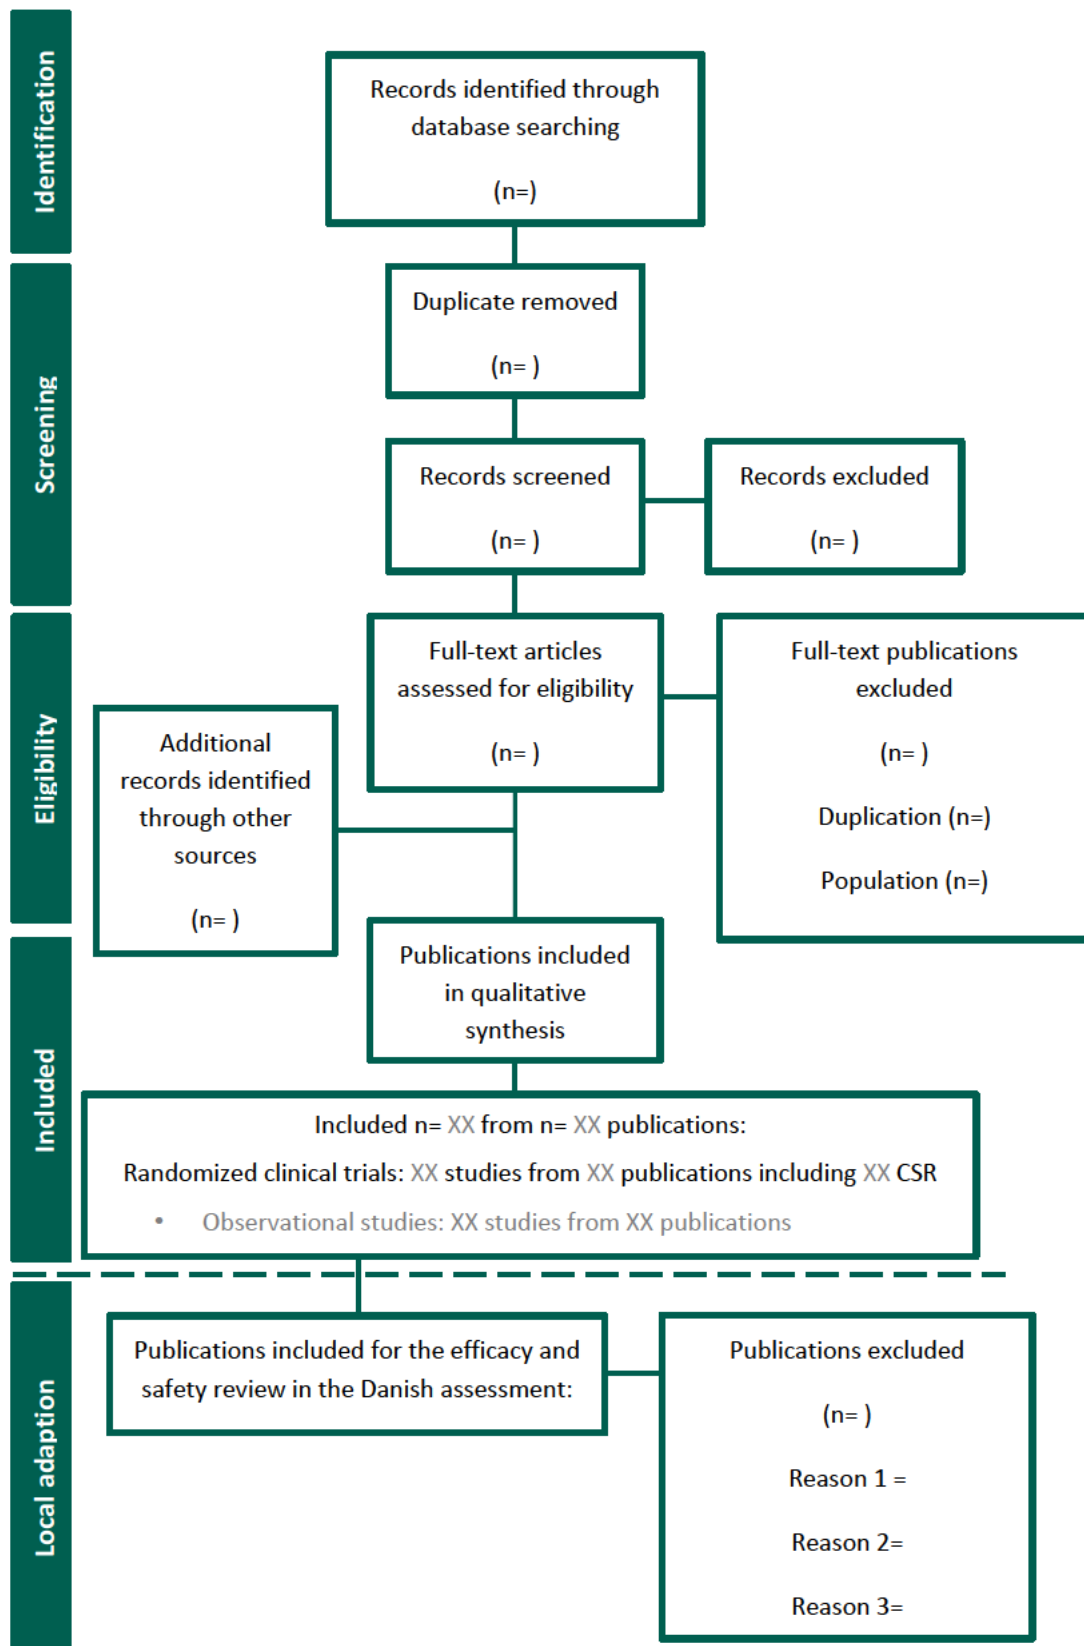 Identification
Records identified through
database searching
(n=)
Screening
Duplicate removed
(n= )
Records screened
(n= )
Records excluded
(n= )
Eligibility
Full-text articles
assessed for eligibility
(n= )
Full-text publications
excluded
(n= )
Duplication (n=)
Population (n=)
Additional
records identified
through other
sources
(n= )
Included
Publications included
in qualitative
synthesis
Included n= XX from n= XX publications:
Randomized clinical trials: XX studies from XX publications including XX CSR
• Observational studies: XX studies from XX publications
Local adaption
Publications included for the efficacy and
safety review in the Danish assessment:
Publications excluded
(n= )
Reason 1 =
Reason 2=
Reason 3=